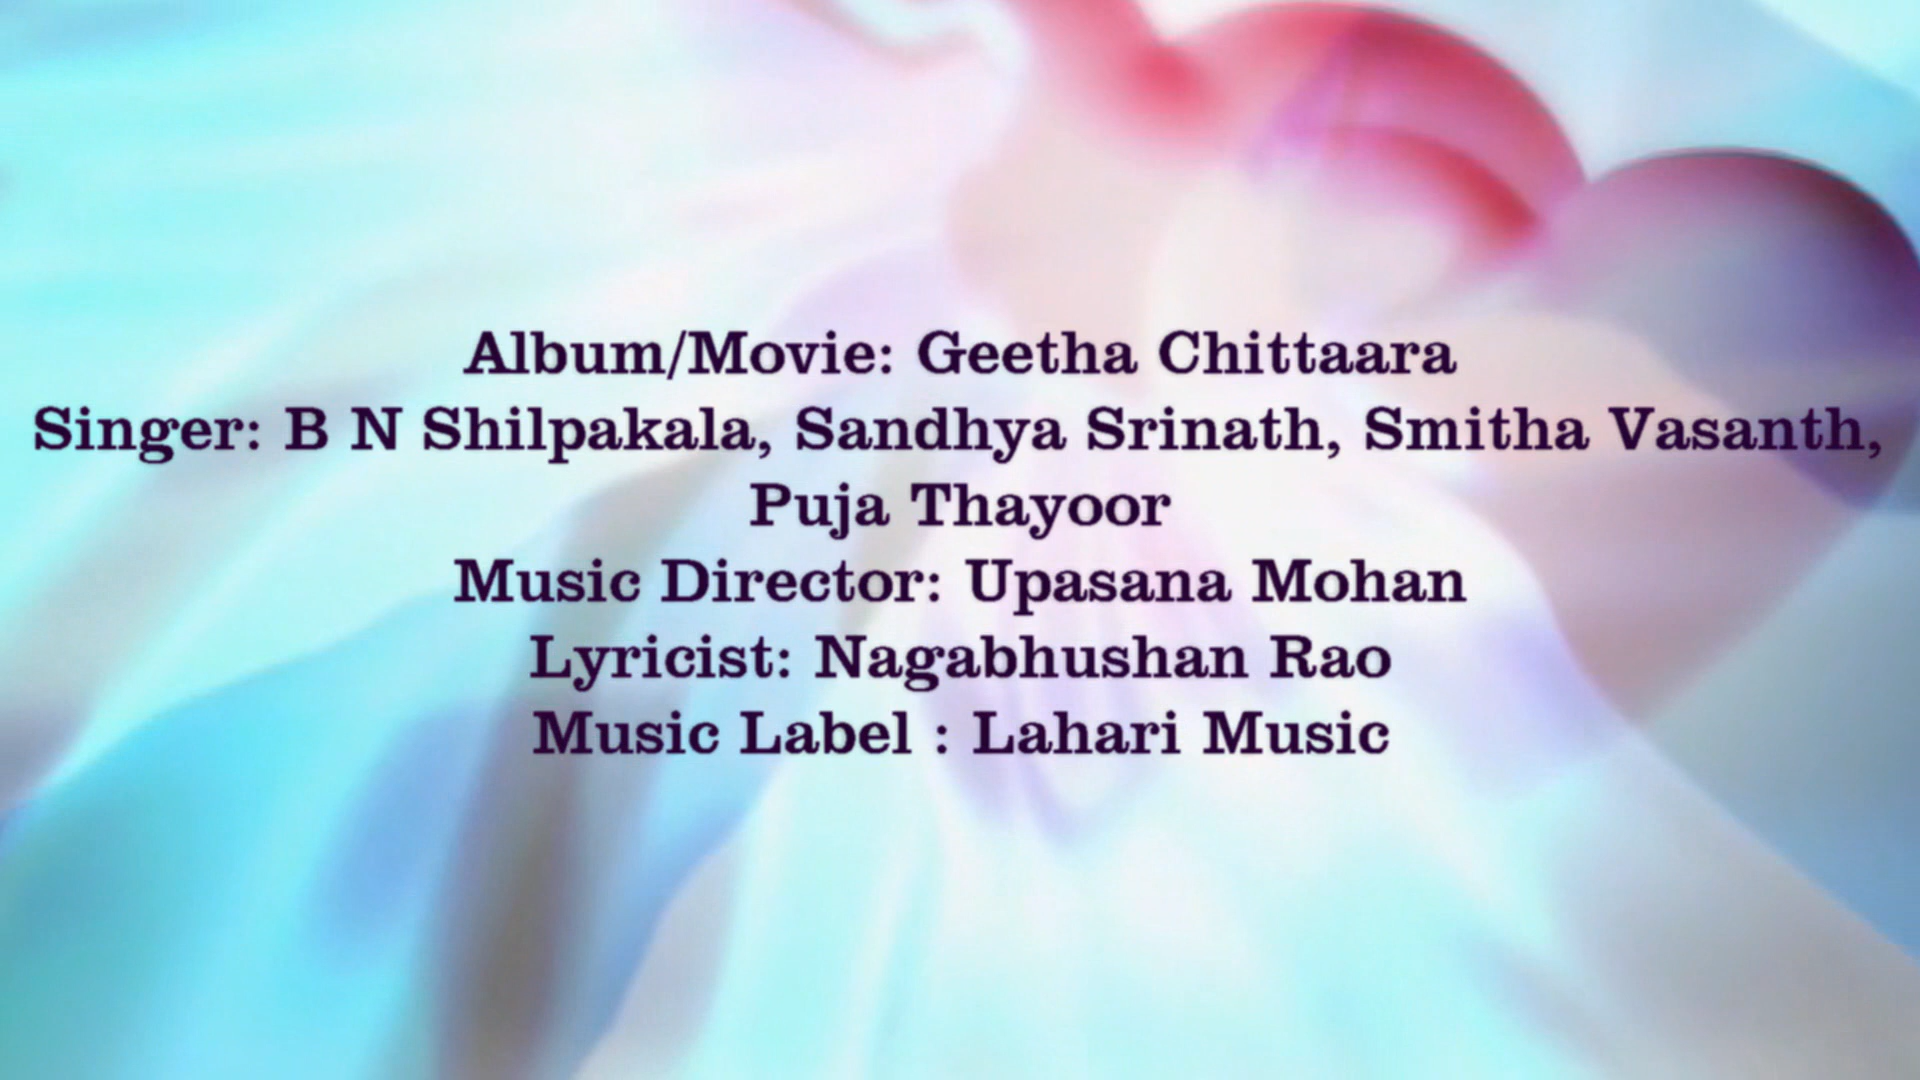 Album/Movie: Geetha Chittaara
Singer: B N Shilpakala, Sandhya Srinath, Smitha Vasanth,
Puja Thayoor
Music Director: Upasana Mohan
Lyricist: Nagabhushan Rao
Music Label : Lahari Music